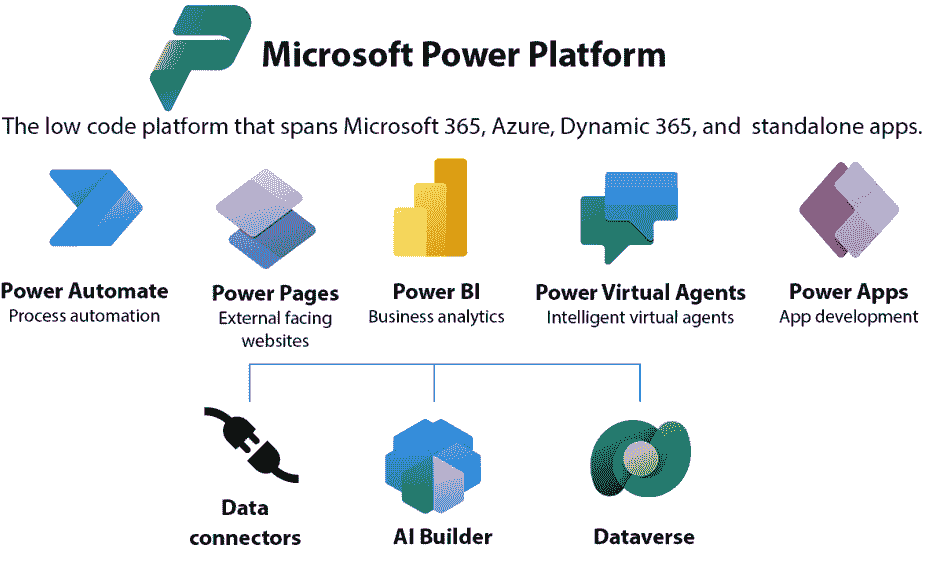 Microsoft Power Platform
The low code platform that spans Microsoft 365, Azure, Dynamic 365, and standalone apps.
Power Automate
Process automation
Power Pages
External facing
websites
Power BI
Business analytics
Power Virtual Agents
Intelligent virtual agents
Power Apps
App development
Data
connectors
AI Builder
Dataverse